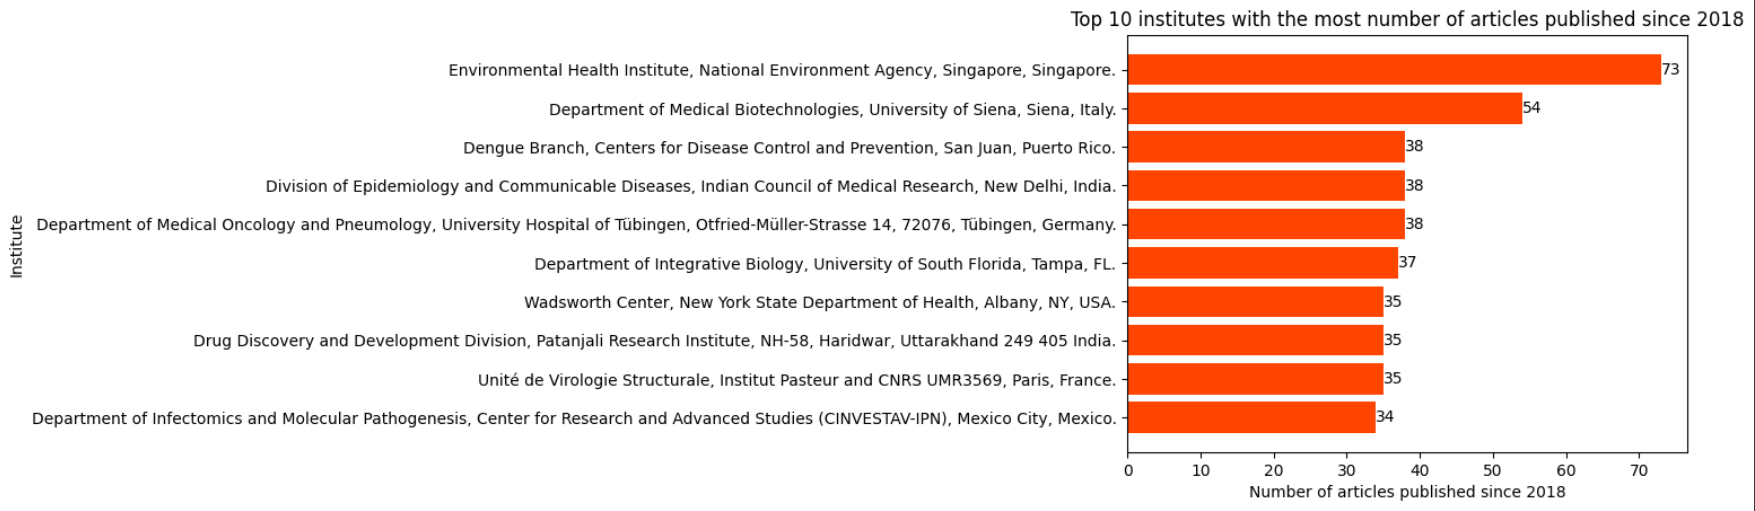 Top 10 institutes with the most number of articles published since 2018
Environmental Health Institute, National Environment Agency, Singapore, Singapore. 73
Department of Medical Biotechnologies, University of Siena, Siena, Italy. 54
Dengue Branch, Centers for Disease Control and Prevention, San Juan, Puerto Rico. 38
Division of Epidemiology and Communicable Diseases, Indian Council of Medical Research, New Delhi, India. 38
Department of Medical Oncology and Pneumology, University Hospital of Tübingen, Otfried-Müller-Strasse 14, 72076, Tübingen, Germany. 38
Department of Integrative Biology, University of South Florida, Tampa, FL. 37
Wadsworth Center, New York State Department of Health, Albany, NY, USA. 35
Drug Discovery and Development Division, Patanjali Research Institute, NH-58, Haridwar, Uttarakhand 249 405 India. 35
Unité de Virologie Structurale, Institut Pasteur and CNRS UMR3569, Paris, France. 35
Department of Infectomics and Molecular Pathogenesis, Center for Research and Advanced Studies (CINVESTAV-IPN), Mexico City, Mexico. 34
Institute
0 10 20 30 40 50 60 70
Number of articles published since 2018